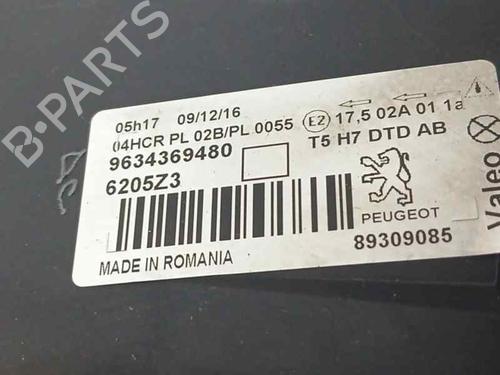 05h17 09/12/16
04HCR PL 02B/PL 0055 E2 17,5 02A 01 1a
9634369480 T5 H7 DTD AB
6205Z3
PEUGEOT
89309085
MADE IN ROMANIA
Valeo
B-PARTS